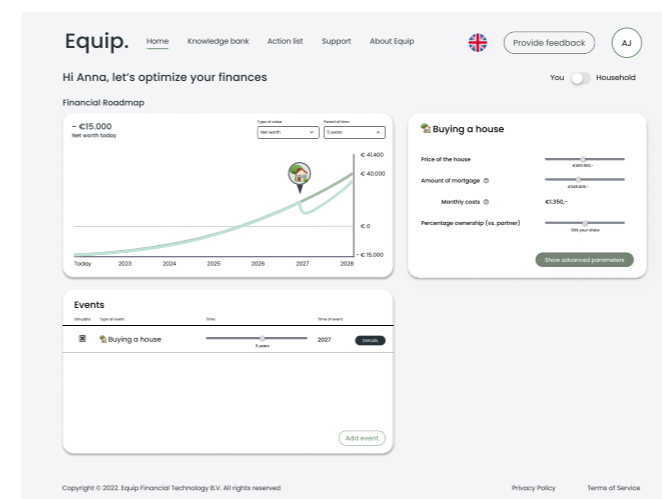 Equip.
Home
Knowledge bank
Action list
Support
About Equip
Provide feedback
AJ
Hi Anna, let's optimize your finances
You
Household
Financial Roadmap
- €15.000
Net worth today
Type of value
Net worth
Period of time
5 years
€ 41,400
€ 40.000
€ 0
- € 15.000
Today
2023
2024
2025
2026
2027
2028
Buying a house
Price of the house
Amount of mortgage
Monthly costs
€1,350,-
Percentage ownership (vs. partner)
50% your share
Show advanced parameters
Events
Simulate
Type of event
Time
Time of event
Buying a house
5 years
2027
Details
Add event
Copyright © 2022. Equip Financial Technology B.V. All rights reserved
Privacy Policy
Terms of Service